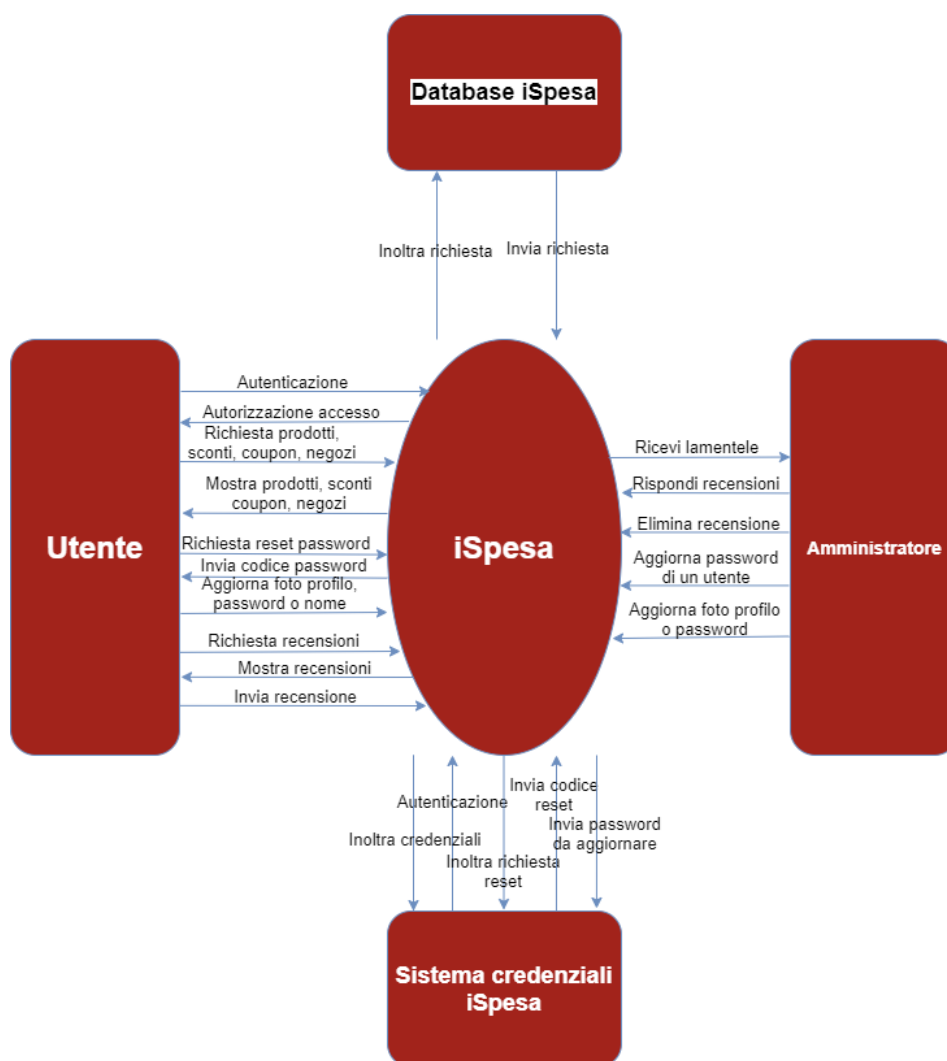 Database iSpesa
Inoltra richiesta
Invia richiesta
Utente
Autenticazione
Autorizzazione accesso
Richiesta prodotti,
sconti, coupon, negozi
Mostra prodotti, sconti
coupon, negozi
Richiesta reset password
Invia codice password
Aggiorna foto profilo,
password o nome
Richiesta recensioni
Mostra recensioni
Invia recensione
iSpesa
Ricevi lamentele
Rispondi recensioni
Elimina recensione
Aggiorna password
di un utente
Aggiorna foto profilo
o password
Amministratore
Inoltra credenziali
Autenticazione
Inoltra richiesta
reset
Invia codice
reset
Invia password
da aggiornare
Sistema credenziali
iSpesa